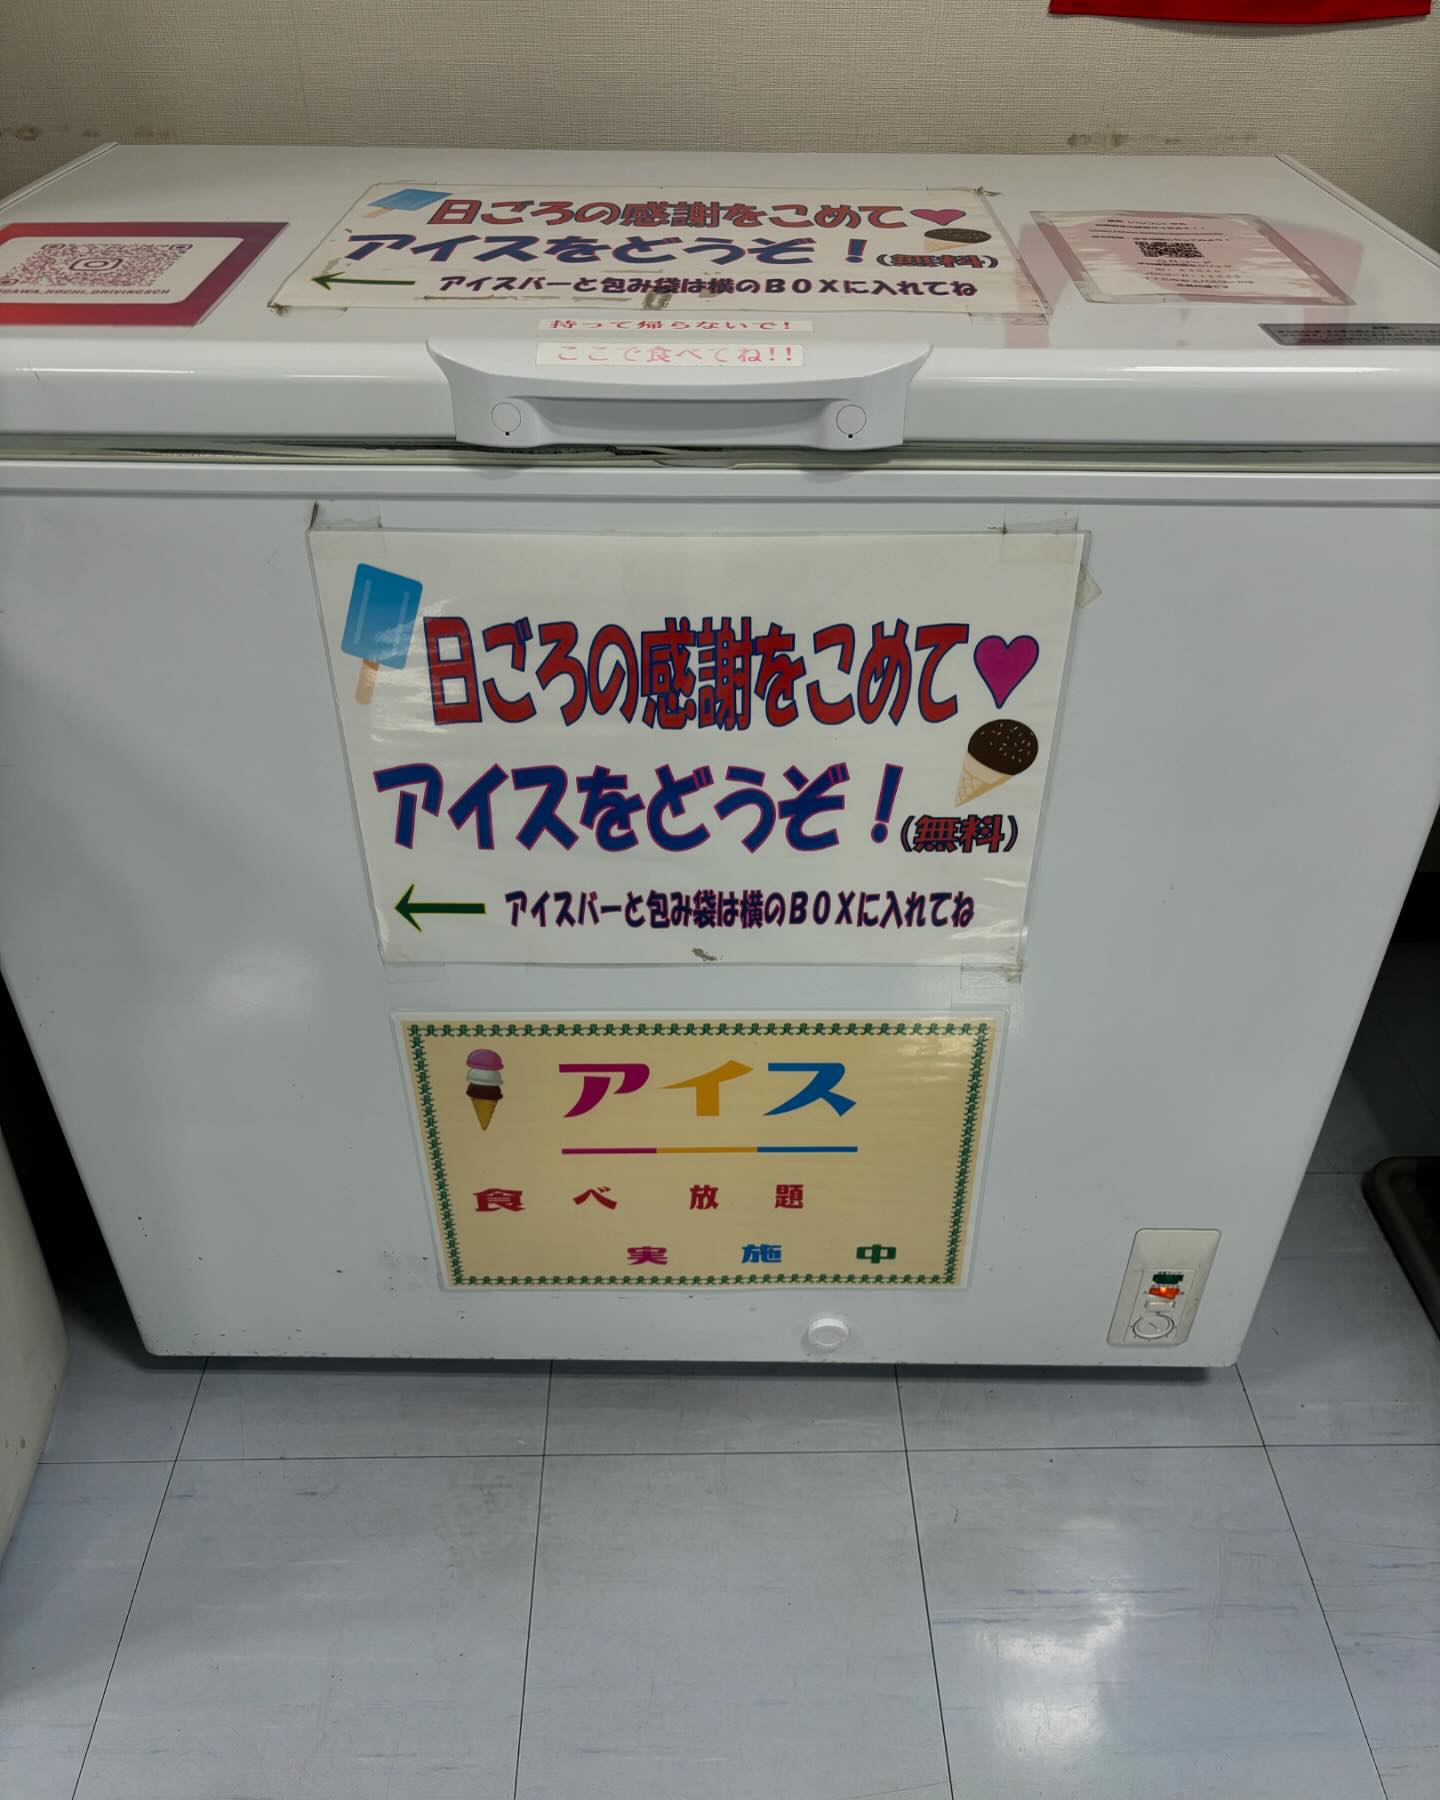 日ごろの感謝をこめて
アイスをどうぞ！(無料)
アイスバーと包み袋は横のＢＯＸに入れてね
持って帰らないで!
ここで食べてね!!
日ごろの感謝をこめて
アイスをどうぞ！(無料)
アイスバーと包み袋は横のＢＯＸに入れてね
アイス
食べ放題
実施中